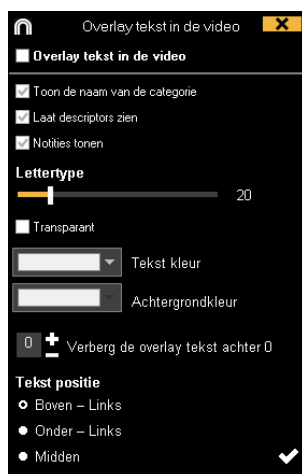 Overlay tekst in de video
Overlay tekst in de video
Toon de naam van de categorie
Laat descriptors zien
Notities tonen
Lettertype
20
Transparant
Tekst kleur
Achtergrondkleur
0 Verberg de overlay tekst achter 0
Tekst positie
Boven – Links
Onder – Links
Midden